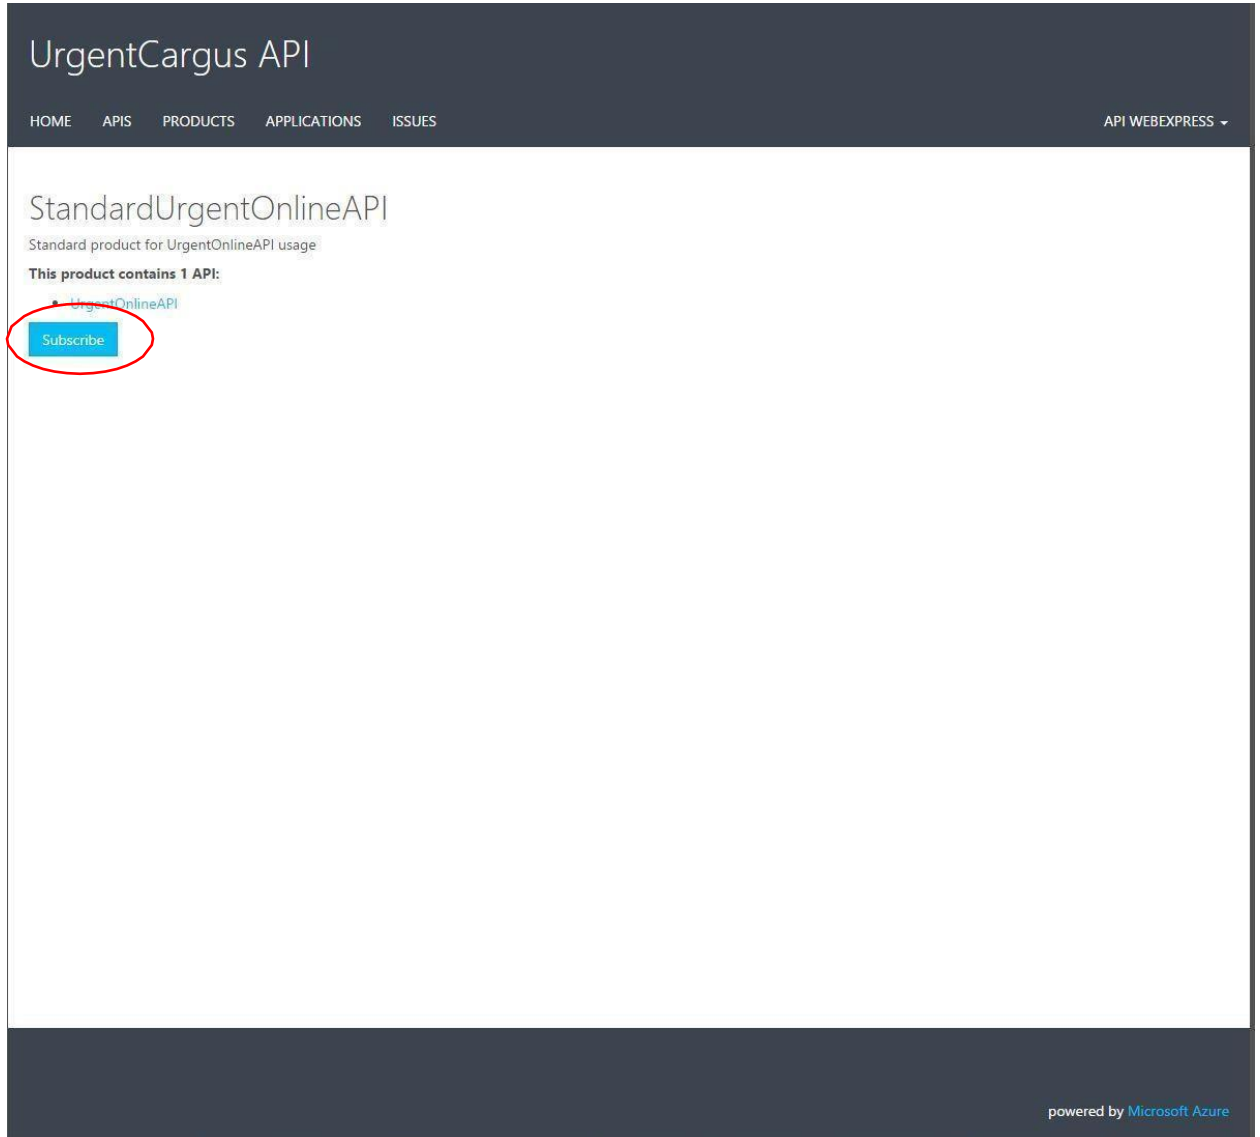 UrgentCargus API
HOME APIS PRODUCTS APPLICATIONS ISSUES API WEBEXPRESS
StandardUrgentOnlineAPI
Standard product for UrgentOnlineAPI usage
This product contains 1 API:
• UrgentOnlineAPI
Subscribe
powered by Microsoft Azure